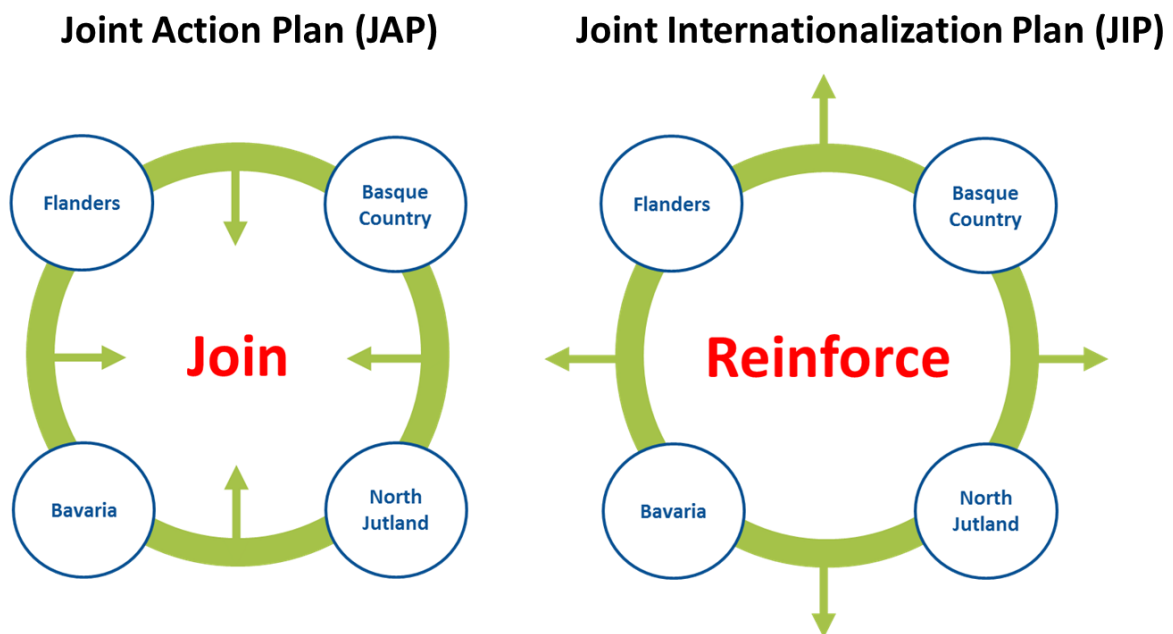 Joint Action Plan (JAP)
Flanders
Basque
Country
Join
Bavaria
North
Jutland
Joint Internationalization Plan (JIP)
Flanders
Basque
Country
Reinforce
Bavaria
North
Jutland